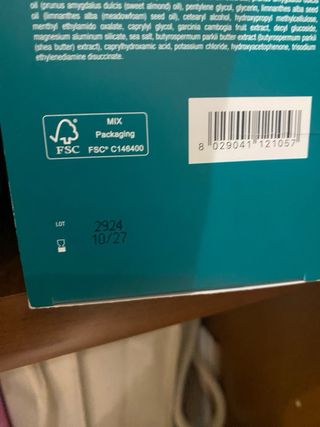 oil (prunus amygdalus dulcis (sweet almond) oil), pentylene glycol, glycerin, limnanthes alba seed
oil (limnanthes alba (meadowfoam) seed oil), cetearyl alcohol, hydroxypropyl methylcellulose,
menthyl ethylamido oxalate, caprylyl glycol, garcinia cambogia fruit extract, decyl glucoside,
magnesium aluminum silicate, sea salt, butyrospermum parkii butter extract (butyrospermum parkii
(shea butter) extract), caprylhydroxamic acid, potassium chloride, hydroxyacetophenone, trisodium
ethylenediamine disuccinate.
FSC
MIX
Packaging
FSC® C146400
8 029041 121057
LOT 2924
10/27